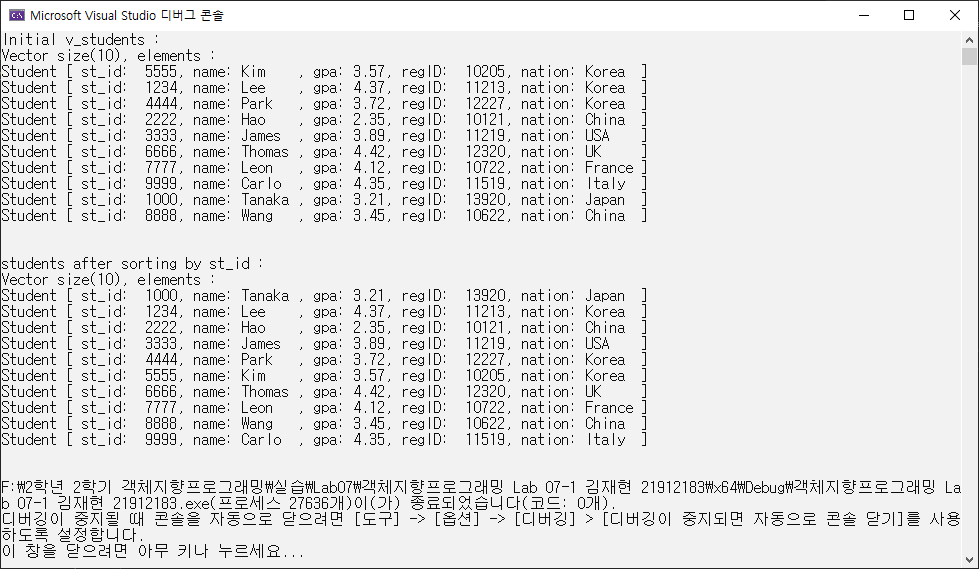 Microsoft Visual Studio 디버그 콘솔
Initial v_students :
Vector size(10), elements :
Student [ st_id:  5555, name: Kim    , gpa: 3.57, regID:  10205, nation: Korea  ]
Student [ st_id:  1234, name: Lee    , gpa: 4.37, regID:  11213, nation: Korea  ]
Student [ st_id:  4444, name: Park   , gpa: 3.72, regID:  12227, nation: Korea  ]
Student [ st_id:  2222, name: Hao    , gpa: 2.35, regID:  10121, nation: China  ]
Student [ st_id:  3333, name: James  , gpa: 3.89, regID:  11219, nation: USA    ]
Student [ st_id:  6666, name: Thomas , gpa: 4.42, regID:  12320, nation: UK     ]
Student [ st_id:  7777, name: Leon   , gpa: 4.12, regID:  10722, nation: France ]
Student [ st_id:  9999, name: Carlo  , gpa: 4.35, regID:  11519, nation: Italy  ]
Student [ st_id:  1000, name: Tanaka , gpa: 3.21, regID:  13920, nation: Japan  ]
Student [ st_id:  8888, name: Wang   , gpa: 3.45, regID:  10622, nation: China  ]
students after sorting by st_id :
Vector size(10), elements :
Student [ st_id:  1000, name: Tanaka , gpa: 3.21, regID:  13920, nation: Japan  ]
Student [ st_id:  1234, name: Lee    , gpa: 4.37, regID:  11213, nation: Korea  ]
Student [ st_id:  2222, name: Hao    , gpa: 2.35, regID:  10121, nation: China  ]
Student [ st_id:  3333, name: James  , gpa: 3.89, regID:  11219, nation: USA    ]
Student [ st_id:  4444, name: Park   , gpa: 3.72, regID:  12227, nation: Korea  ]
Student [ st_id:  5555, name: Kim    , gpa: 3.57, regID:  10205, nation: Korea  ]
Student [ st_id:  6666, name: Thomas , gpa: 4.42, regID:  12320, nation: UK     ]
Student [ st_id:  7777, name: Leon   , gpa: 4.12, regID:  10722, nation: France ]
Student [ st_id:  8888, name: Wang   , gpa: 3.45, regID:  10622, nation: China  ]
Student [ st_id:  9999, name: Carlo  , gpa: 4.35, regID:  11519, nation: Italy  ]
F:₩2학년 2학기 객체지향프로그래밍₩실습₩Lab07₩객체지향프로그래밍 Lab 07-1 김재현 21912183₩x64₩Debug₩객체지향프로그래밍 La
b 07-1 김재현 21912183.exe(프로세스 27636개)이(가) 종료되었습니다(코드: 0개).
디버깅이 중지될 때 콘솔을 자동으로 닫으려면 [도구] -> [옵션] -> [디버깅] > [디버깅이 중지되면 자동으로 콘솔 닫기]를 사용
하도록 설정합니다.
이 창을 닫으려면 아무 키나 누르세요...